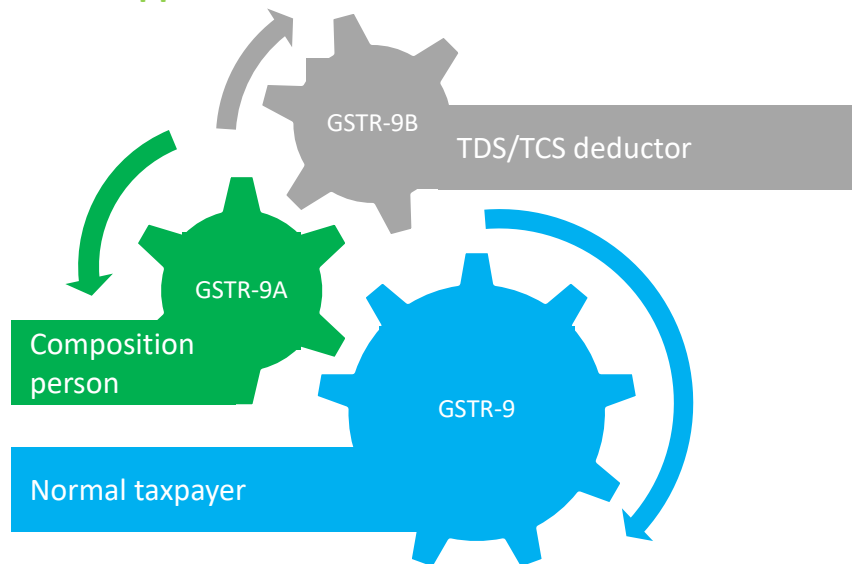 GSTR-9B
TDS/TCS deductor
GSTR-9A
Composition
person
GSTR-9
Normal taxpayer